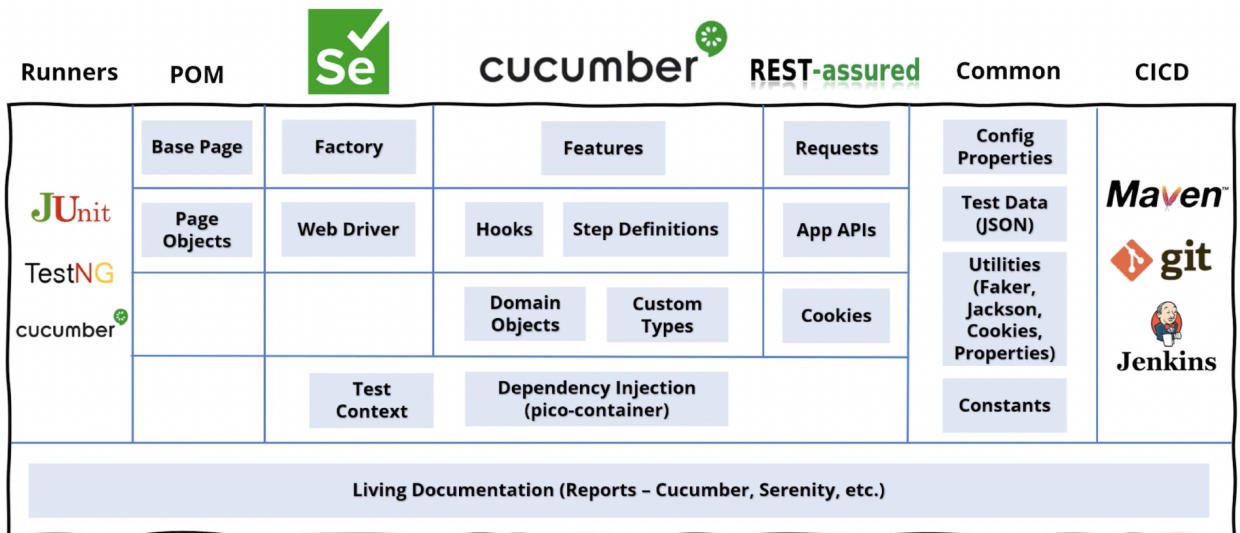 Runners
POM
Se
cucumber
REST-assured
Common
CICD
Base Page
Factory
Features
Requests
Config
Properties
JUnit
TestNG
cucumber
Page
Objects
Web Driver
Hooks
Step Definitions
App APIs
Test Data
(JSON)
Domain
Objects
Custom
Types
Cookies
Utilities
(Faker,
Jackson,
Cookies,
Properties)
Test
Context
Dependency Injection
(pico-container)
Constants
Maven™
git
Jenkins
Living Documentation (Reports – Cucumber, Serenity, etc.)